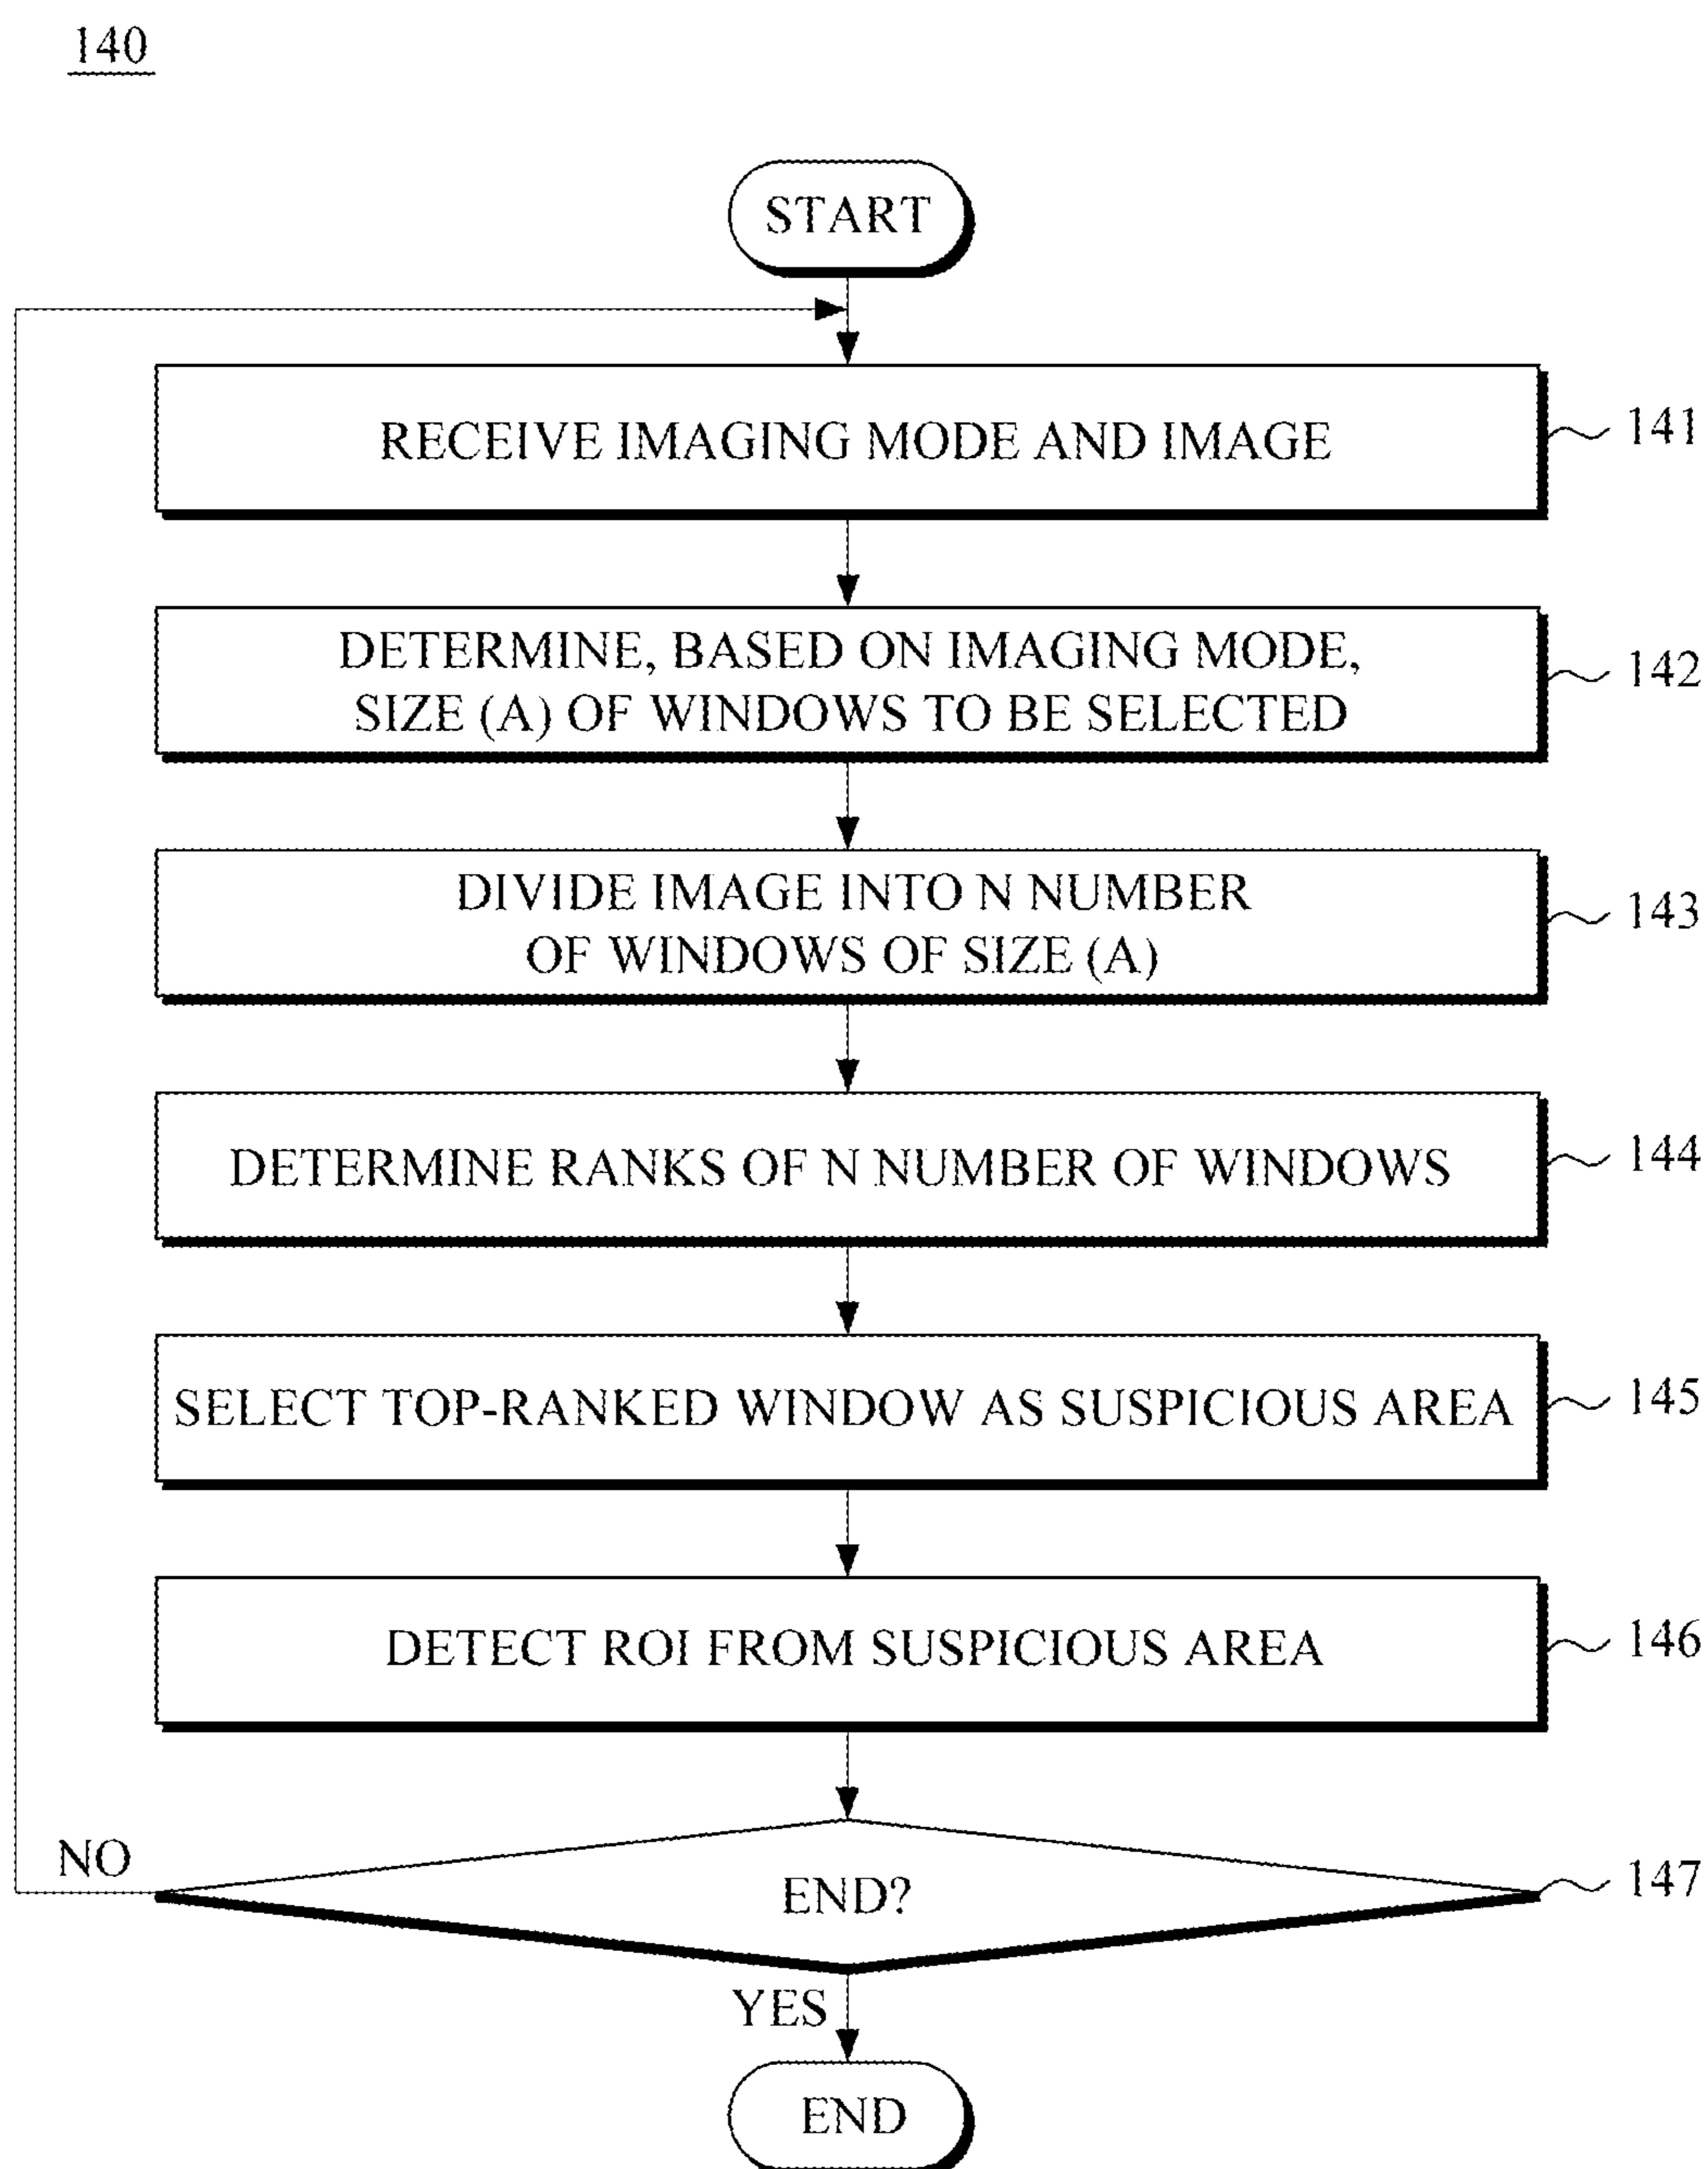 140
START
RECEIVE IMAGING MODE AND IMAGE
141
DETERMINE, BASED ON IMAGING MODE,
SIZE (A) OF WINDOWS TO BE SELECTED
142
DIVIDE IMAGE INTO N NUMBER
OF WINDOWS OF SIZE (A)
143
DETERMINE RANKS OF N NUMBER OF WINDOWS
144
SELECT TOP-RANKED WINDOW AS SUSPICIOUS AREA
145
DETECT ROI FROM SUSPICIOUS AREA
146
NO
END?
147
YES
END